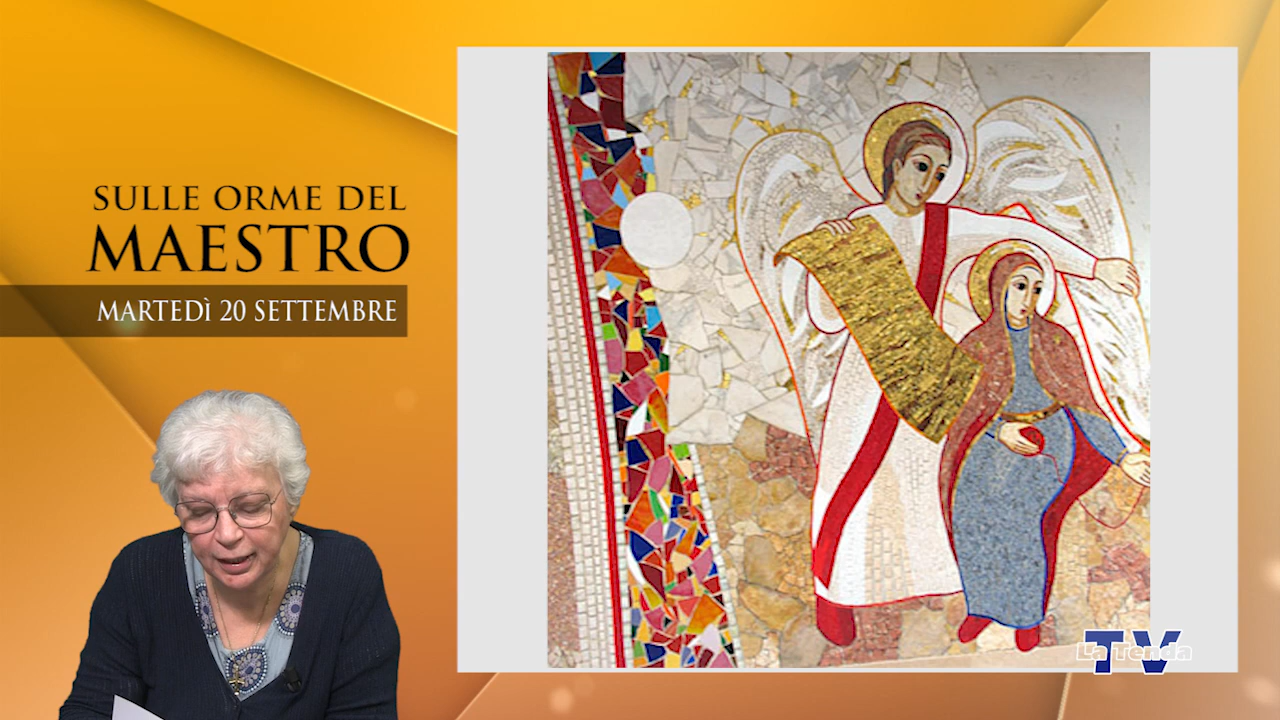 SULLE ORME DEL
MAESTRO
MARTEDÌ 20 SETTEMBRE
TV
La Tenda